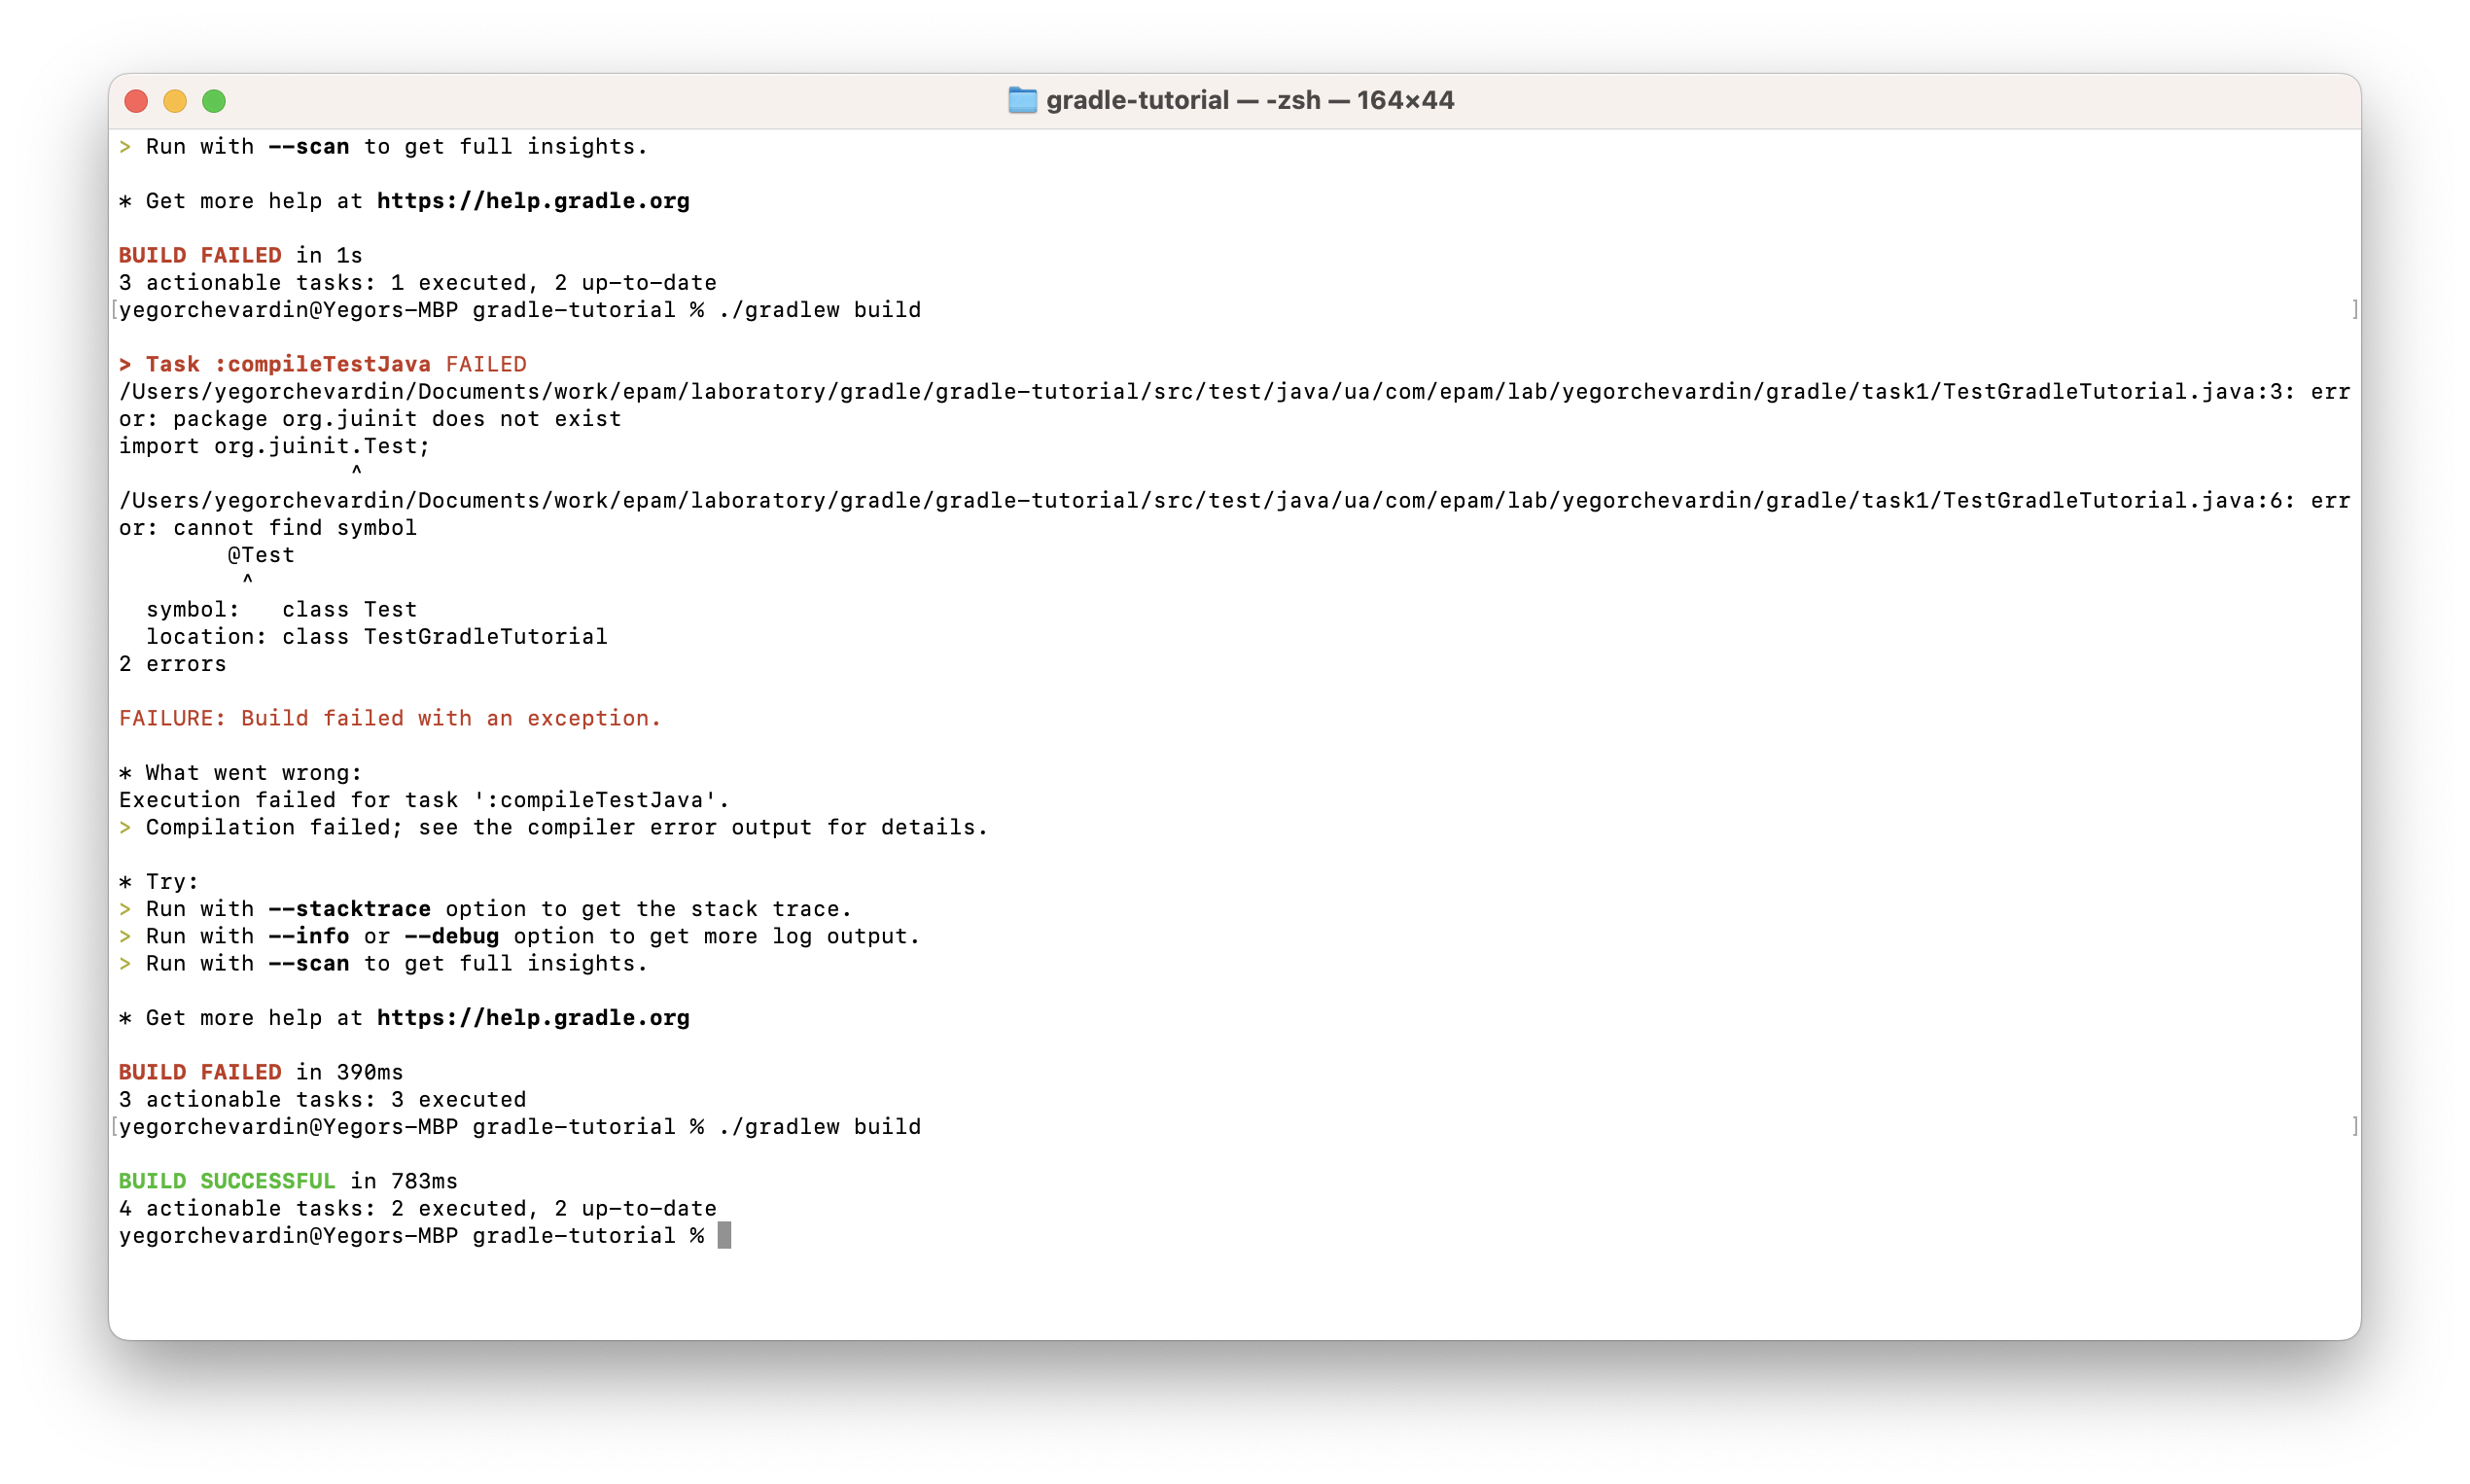 gradle-tutorial — -zsh — 164×44
> Run with --scan to get full insights.
* Get more help at https://help.gradle.org
BUILD FAILED in 1s
3 actionable tasks: 1 executed, 2 up-to-date
[yegorchevardin@Yegors-MBP gradle-tutorial % ./gradlew build ]
> Task :compileTestJava FAILED
/Users/yegorchevardin/Documents/work/epam/laboratory/gradle/gradle-tutorial/src/test/java/ua/com/epam/lab/yegorchevardin/gradle/task1/TestGradleTutorial.java:3: err
or: package org.juinit does not exist
import org.juinit.Test;
^
/Users/yegorchevardin/Documents/work/epam/laboratory/gradle/gradle-tutorial/src/test/java/ua/com/epam/lab/yegorchevardin/gradle/task1/TestGradleTutorial.java:6: err
or: cannot find symbol
@Test
^
symbol:   class Test
location: class TestGradleTutorial
2 errors
FAILURE: Build failed with an exception.
* What went wrong:
Execution failed for task ':compileTestJava'.
> Compilation failed; see the compiler error output for details.
* Try:
> Run with --stacktrace option to get the stack trace.
> Run with --info or --debug option to get more log output.
> Run with --scan to get full insights.
* Get more help at https://help.gradle.org
BUILD FAILED in 390ms
3 actionable tasks: 3 executed
[yegorchevardin@Yegors-MBP gradle-tutorial % ./gradlew build ]
BUILD SUCCESSFUL in 783ms
4 actionable tasks: 2 executed, 2 up-to-date
yegorchevardin@Yegors-MBP gradle-tutorial %